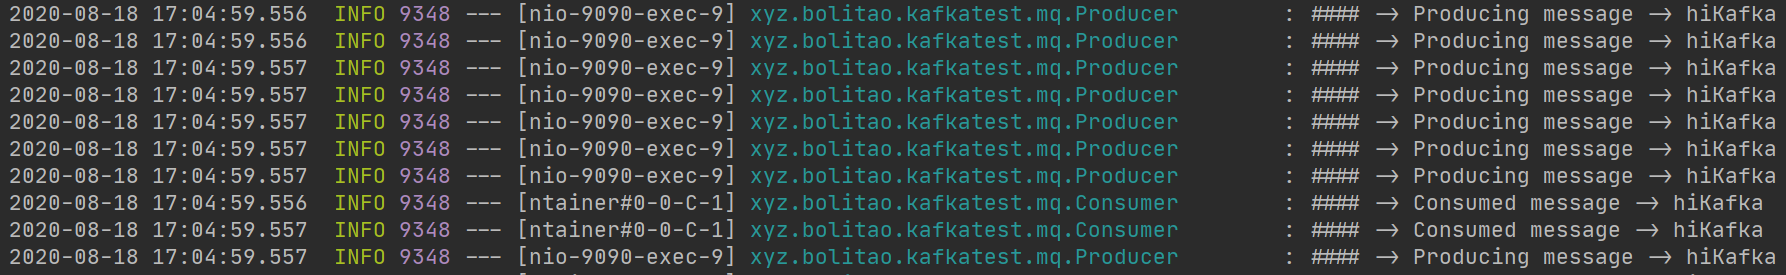 2020-08-18 17:04:59.556  INFO 9348 --- [nio-9090-exec-9] xyz.bolitao.kafkatest.mq.Producer        : #### -> Producing message -> hiKafka
2020-08-18 17:04:59.556  INFO 9348 --- [nio-9090-exec-9] xyz.bolitao.kafkatest.mq.Producer        : #### -> Producing message -> hiKafka
2020-08-18 17:04:59.557  INFO 9348 --- [nio-9090-exec-9] xyz.bolitao.kafkatest.mq.Producer        : #### -> Producing message -> hiKafka
2020-08-18 17:04:59.557  INFO 9348 --- [nio-9090-exec-9] xyz.bolitao.kafkatest.mq.Producer        : #### -> Producing message -> hiKafka
2020-08-18 17:04:59.557  INFO 9348 --- [nio-9090-exec-9] xyz.bolitao.kafkatest.mq.Producer        : #### -> Producing message -> hiKafka
2020-08-18 17:04:59.557  INFO 9348 --- [nio-9090-exec-9] xyz.bolitao.kafkatest.mq.Producer        : #### -> Producing message -> hiKafka
2020-08-18 17:04:59.557  INFO 9348 --- [nio-9090-exec-9] xyz.bolitao.kafkatest.mq.Producer        : #### -> Producing message -> hiKafka
2020-08-18 17:04:59.556  INFO 9348 --- [ntainer#0-0-C-1] xyz.bolitao.kafkatest.mq.Consumer        : #### -> Consumed message -> hiKafka
2020-08-18 17:04:59.557  INFO 9348 --- [ntainer#0-0-C-1] xyz.bolitao.kafkatest.mq.Consumer        : #### -> Consumed message -> hiKafka
2020-08-18 17:04:59.557  INFO 9348 --- [nio-9090-exec-9] xyz.bolitao.kafkatest.mq.Producer        : #### -> Producing message -> hiKafka